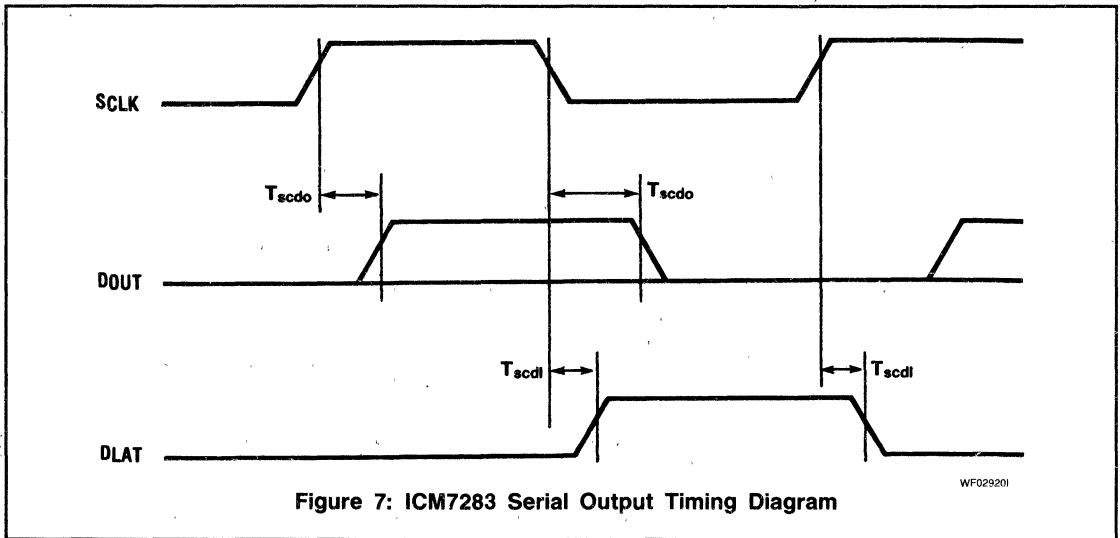 SCLK
Tscdo
Tscdo
DOUT
Tscdl
Tscdl
DLAT
WF02920I
Figure 7: ICM7283 Serial Output Timing Diagram